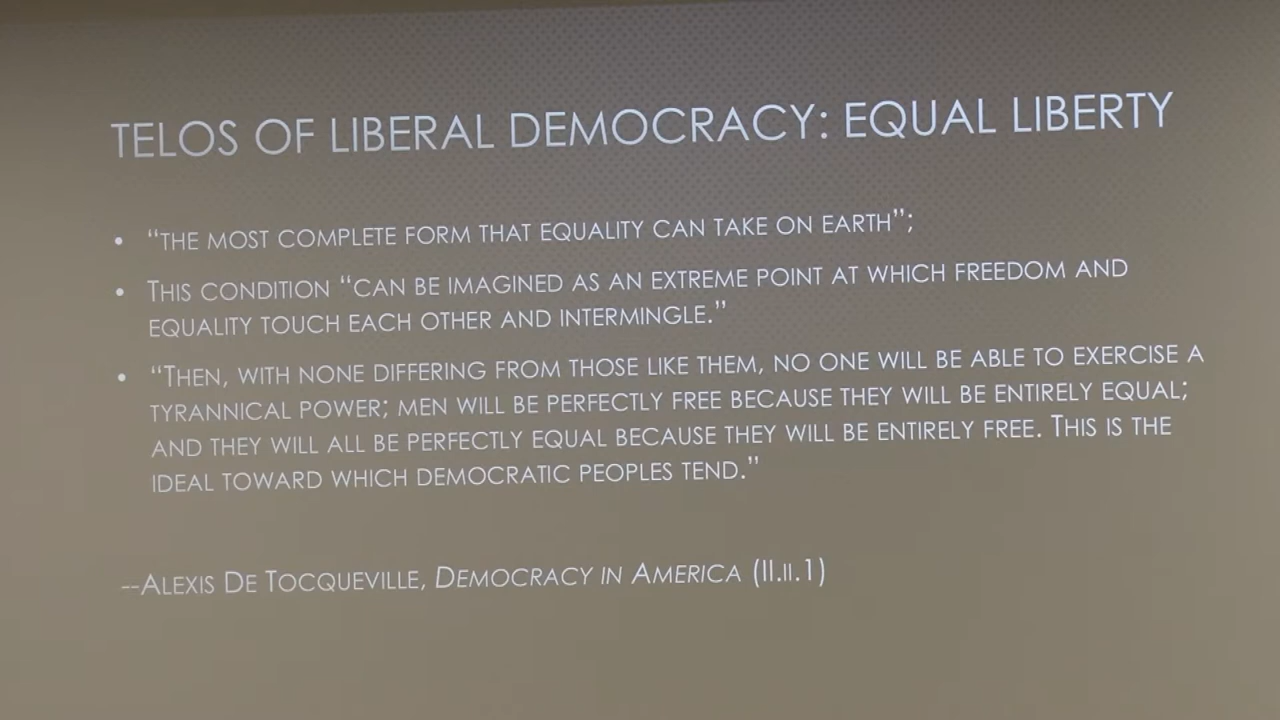 TELOS OF LIBERAL DEMOCRACY: EQUAL LIBERTY
• “THE MOST COMPLETE FORM THAT EQUALITY CAN TAKE ON EARTH”;
• THIS CONDITION “CAN BE IMAGINED AS AN EXTREME POINT AT WHICH FREEDOM AND
EQUALITY TOUCH EACH OTHER AND INTERMINGLE.”
• “THEN, WITH NONE DIFFERING FROM THOSE LIKE THEM, NO ONE WILL BE ABLE TO EXERCISE A
TYRANNICAL POWER; MEN WILL BE PERFECTLY FREE BECAUSE THEY WILL BE ENTIRELY EQUAL;
AND THEY WILL ALL BE PERFECTLY EQUAL BECAUSE THEY WILL BE ENTIRELY FREE. THIS IS THE
IDEAL TOWARD WHICH DEMOCRATIC PEOPLES TEND.”
--ALEXIS DE TOCQUEVILLE, DEMOCRACY IN AMERICA (II.II.1)